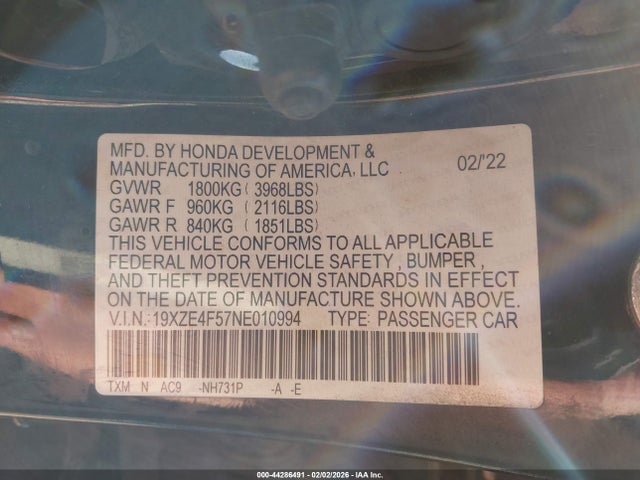 MFD. BY HONDA DEVELOPMENT &
MANUFACTURING OF AMERICA, LLC 02/'22
GVWR 1800KG ( 3968LBS)
GAWR F 960KG ( 2116LBS)
GAWR R 840KG ( 1851LBS)
THIS VEHICLE CONFORMS TO ALL APPLICABLE
FEDERAL MOTOR VEHICLE SAFETY , BUMPER ,
AND THEFT PREVENTION STANDARDS IN EFFECT
ON THE DATE OF MANUFACTURE SHOWN ABOVE.
V.I.N.: 19XZE4F57NE010994 TYPE: PASSENGER CAR
TXM N AC9 -NH731P -A -E
000-44286491 - 02/02/2026 - IAA Inc.